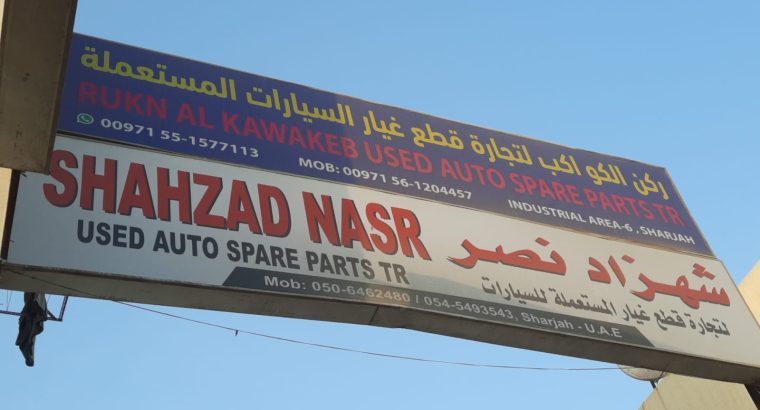 ركن الكواكب لتجارة قطع غيار السيارات المستعملة
RUKN AL KAWAKEB USED AUTO SPARE PARTS TR
00971 55-1577113
MOB: 00971 56-1204457
INDUSTRIAL AREA-6, SHARJAH
SHAHZAD NASR
شهزاد نصر
USED AUTO SPARE PARTS TR
لتجارة قطع غيار المستعملة للسيارات
Mob: 050-6462480 / 054-5493543, Sharjah - U.A.E